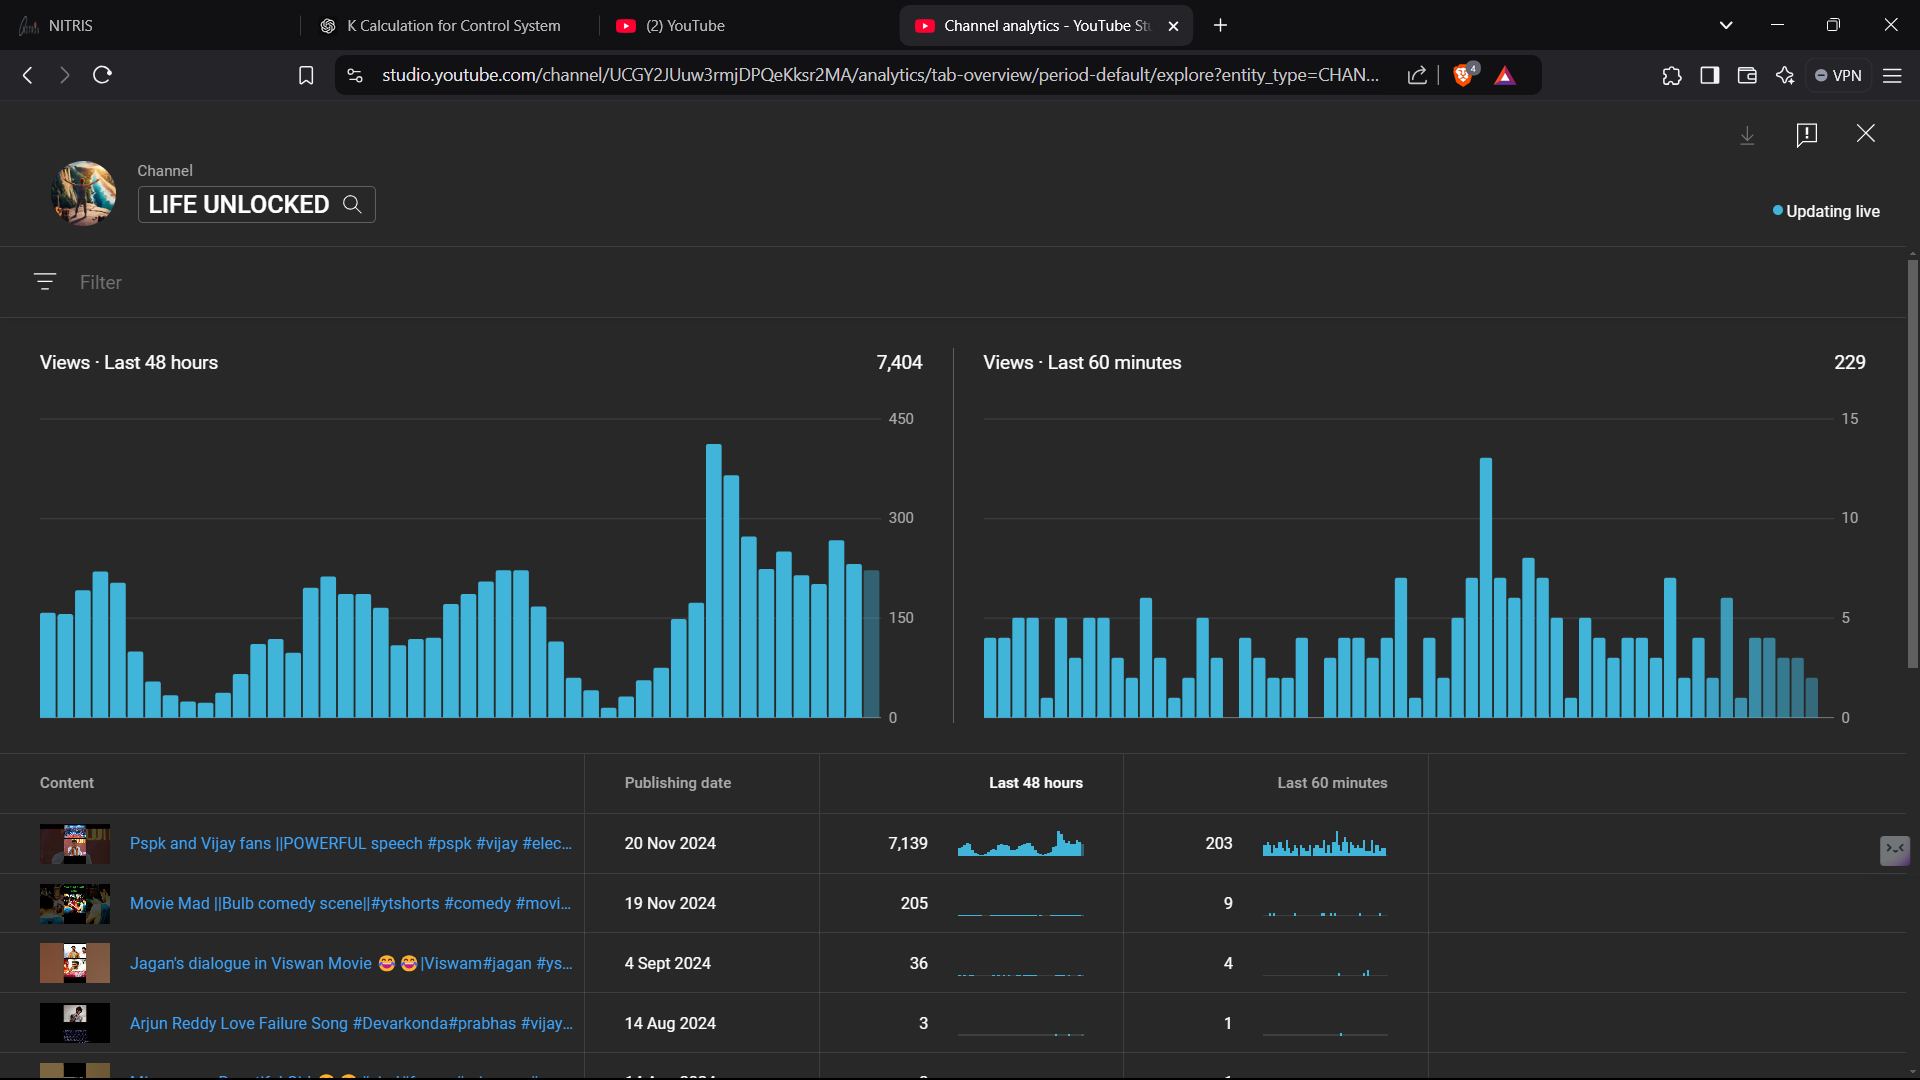 NITRIS
K Calculation for Control System
(2) YouTube
Channel analytics - YouTube St
studio.youtube.com/channel/UCGY2JUuw3rmjDPQeKksr2MA/analytics/tab-overview/period-default/explore?entity_type=CHAN...
4
VPN
Channel
LIFE UNLOCKED
Updating live
Filter
Views · Last 48 hours
7,404
450
300
150
0
Views · Last 60 minutes
229
15
10
5
0
Content
Publishing date
Last 48 hours
Last 60 minutes
Pspk and Vijay fans ||POWERFUL speech #pspk #vijay #elec...
20 Nov 2024
7,139
203
Movie Mad ||Bulb comedy scene||#ytshorts #comedy #movi...
19 Nov 2024
205
9
Jagan's dialogue in Viswan Movie 😂😂|Viswam#jagan #ys...
4 Sept 2024
36
4
Arjun Reddy Love Failure Song #Devarkonda#prabhas #vijay...
14 Aug 2024
3
1